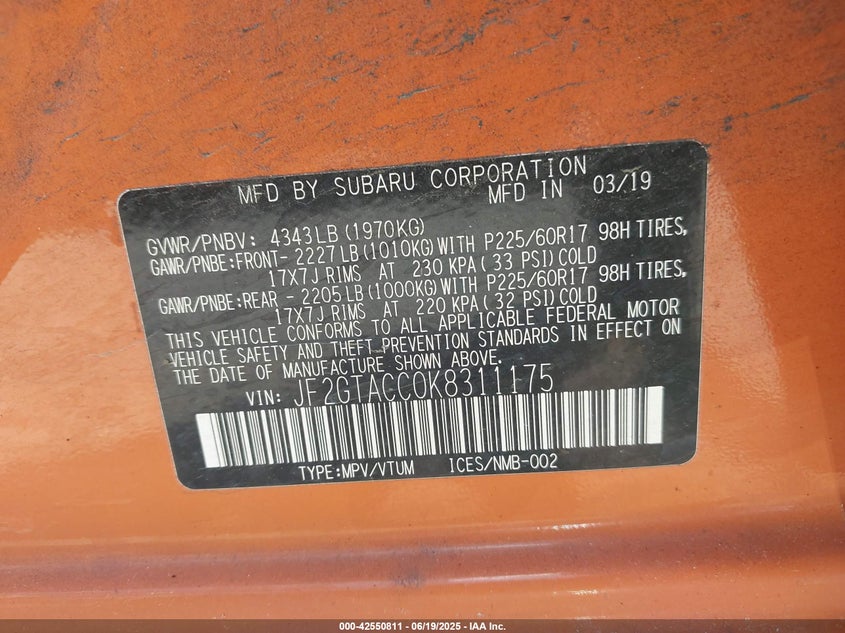 MFD BY SUBARU CORPORATION
MFD IN 03/19
GVWR/PNBV: 4343LB(1970KG)
GAWR/PNBE:FRONT- 2227LB(1010KG)WITH P225/60R17 98H TIRES,
17X7J RIMS AT 230 KPA( 33 PSI)COLD
GAWR/PNBE:REAR - 2205LB(1000KG)WITH P225/60R17 98H TIRES,
17X7J RIMS AT 220 KPA( 32 PSI)COLD
THIS VEHICLE CONFORMS TO ALL APPLICABLE FEDERAL MOTOR
VEHICLE SAFETY AND THEFT PREVENTION STANDARDS IN EFFECT ON
THE DATE OF MANUFACTURE SHOWN ABOVE.
VIN: JF2GTACC0K8311175
TYPE:MPV/VTUM ICES/NMB-002
000-42550811 - 06/19/2025 - IAA Inc.